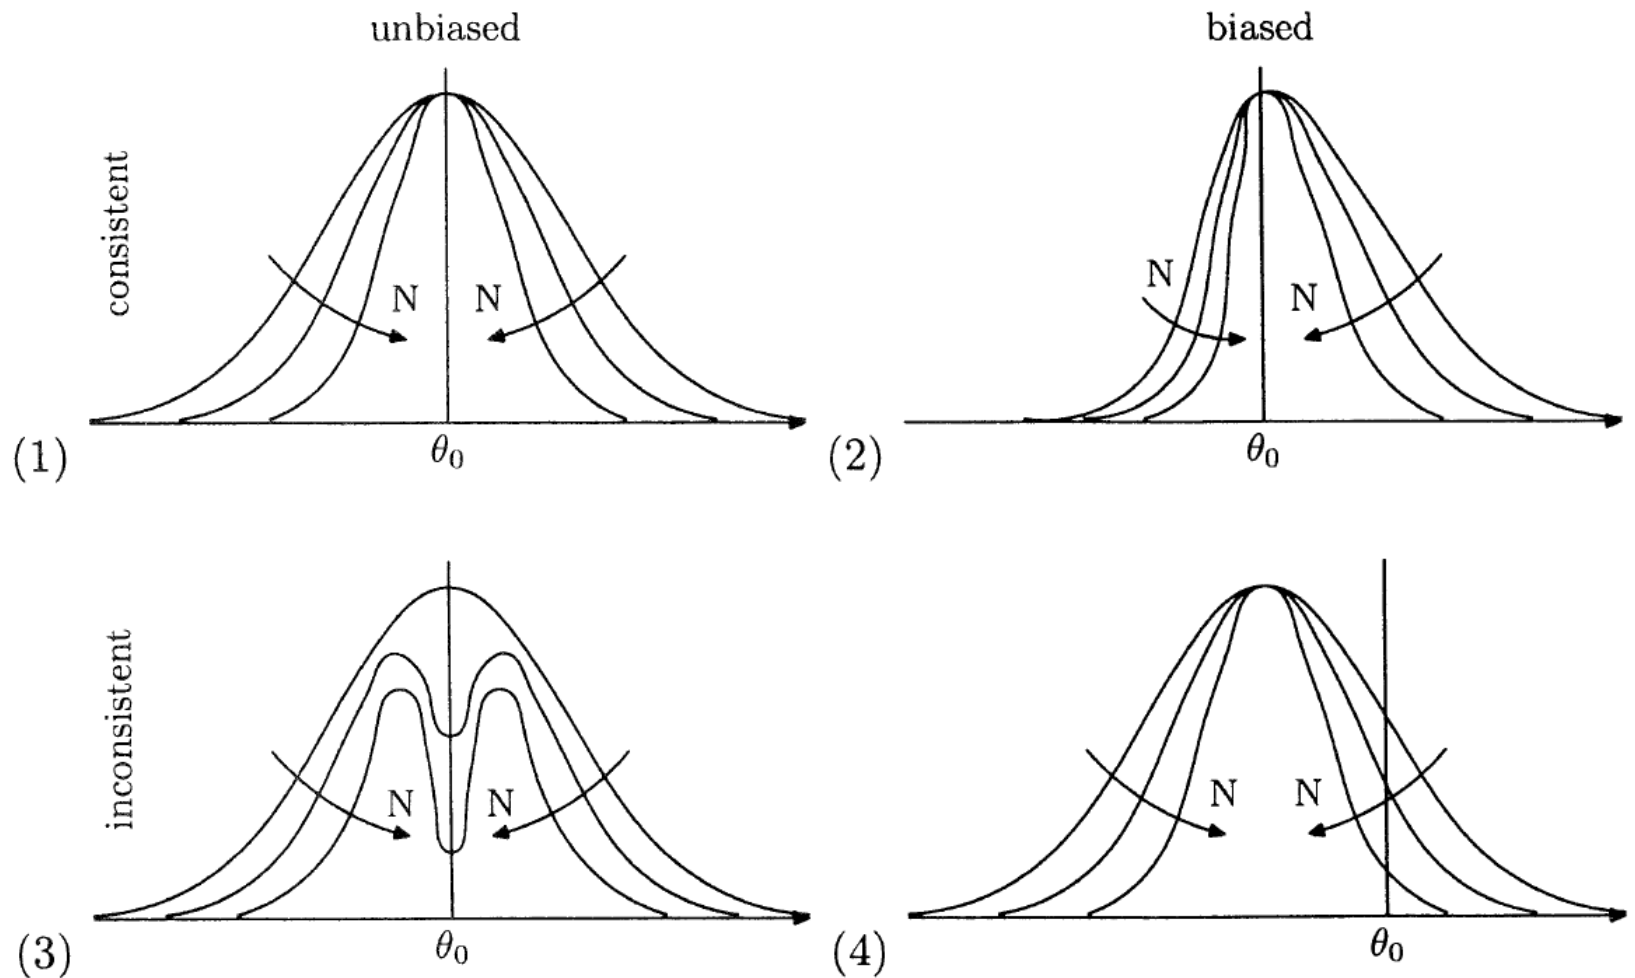 unbiased
biased
consistent
N N
N
N
(1)
θ₀
(2)
θ₀
inconsistent
N N
N N
(3)
θ₀
(4)
θ₀